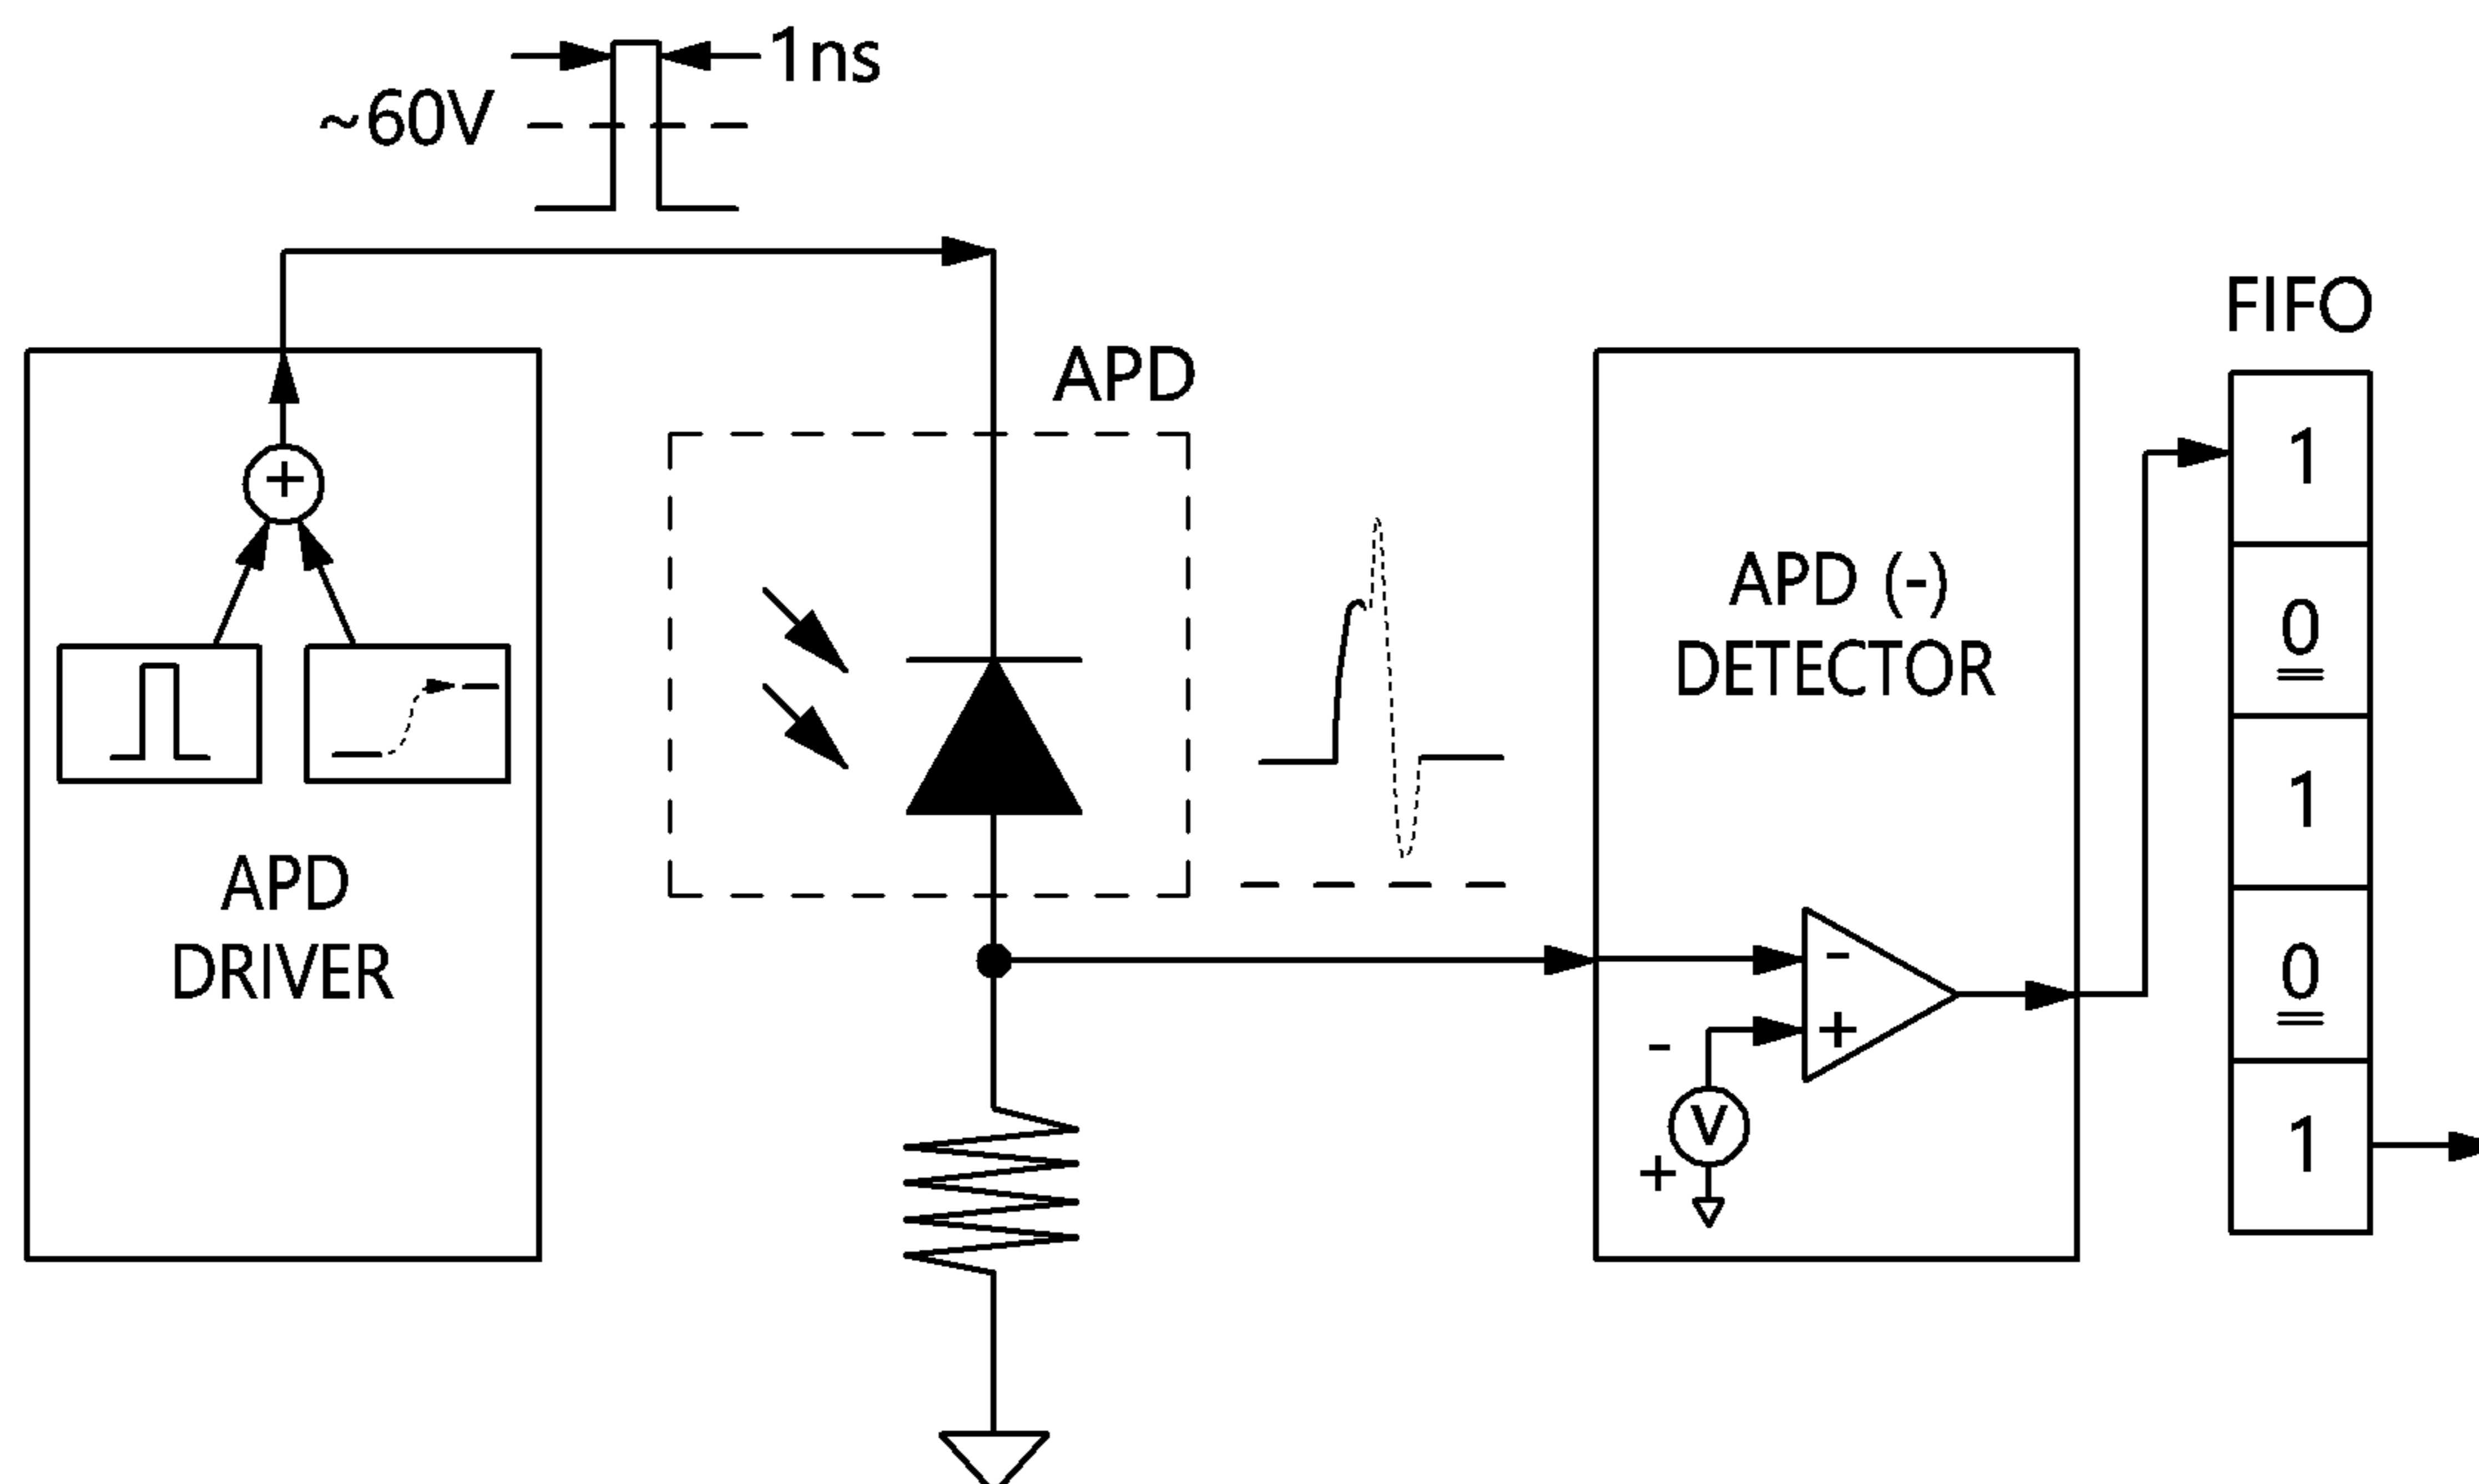 1ns
~60V
+
APD
DRIVER
APD
APD (-)
DETECTOR
-
+
-
V
+
FIFO
1
0
1
0
1